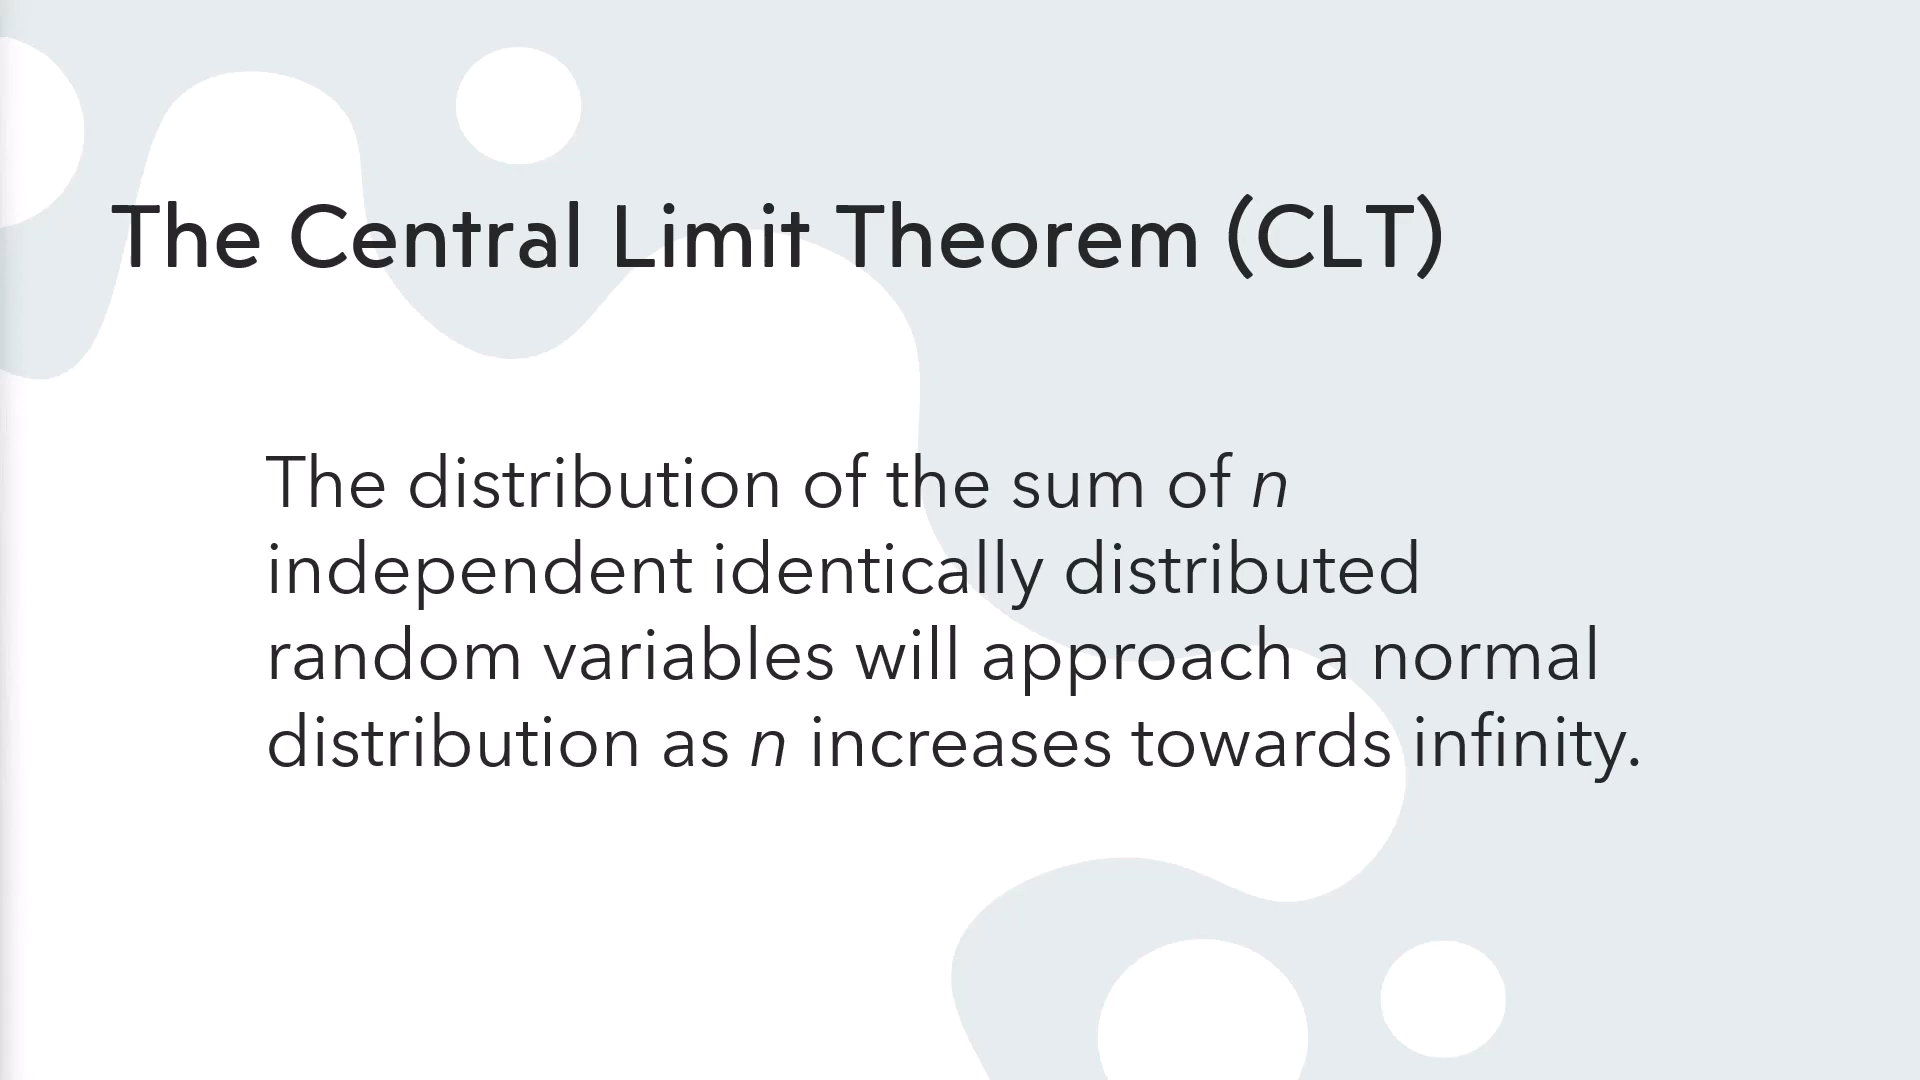 The Central Limit Theorem (CLT)
The distribution of the sum of n
independent identically distributed
random variables will approach a normal
distribution as n increases towards infinity.